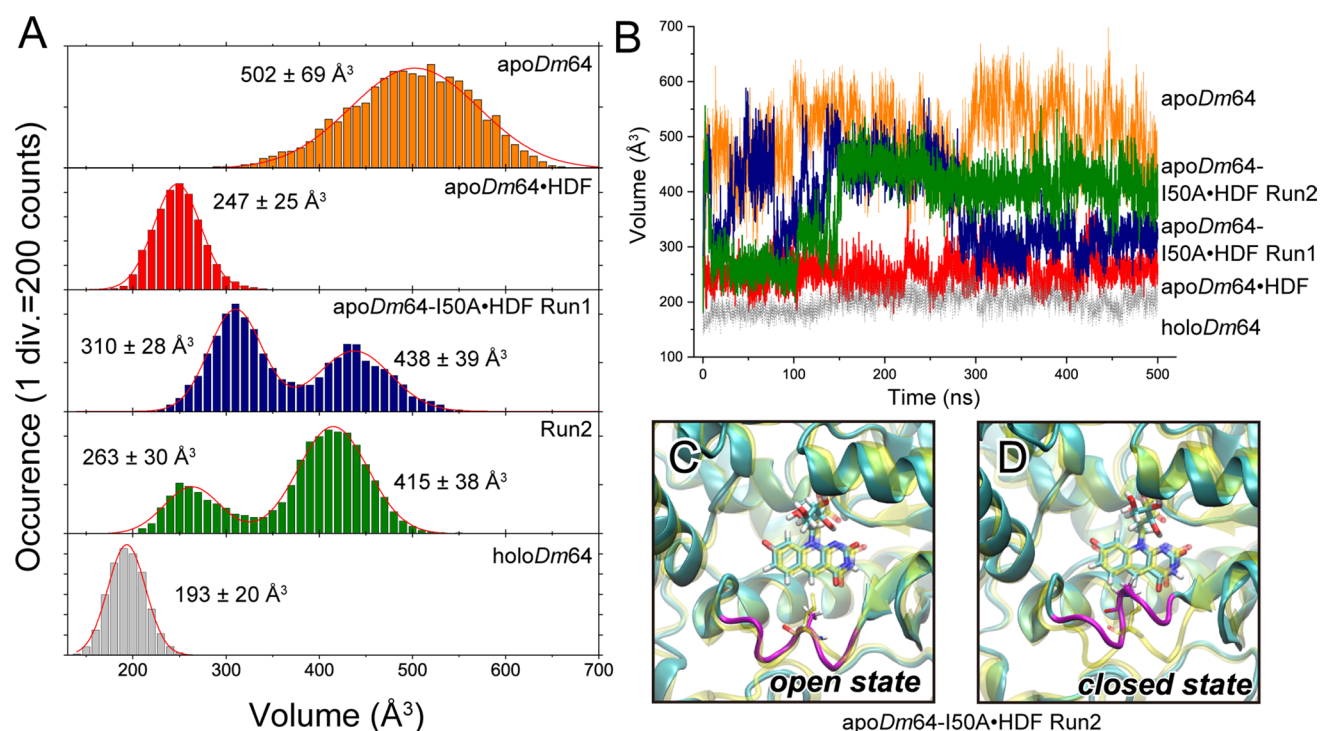 A
Occurence (1 div.=200 counts)
502 ± 69 Å³
apoDm64
247 ± 25 Å³
apoDm64•HDF
apoDm64-I50A•HDF Run1
310 ± 28 Å³
438 ± 39 Å³
Run2
263 ± 30 Å³
415 ± 38 Å³
holoDm64
193 ± 20 Å³
200 300 400 500 600 700
Volume (Å³)
B
Volume (Å³)
700
600
500
400
300
200
100
0 100 200 300 400 500
Time (ns)
apoDm64
apoDm64-
I50A•HDF Run2
apoDm64-
I50A•HDF Run1
apoDm64•HDF
holoDm64
C
open state
D
closed state
apoDm64-I50A•HDF Run2